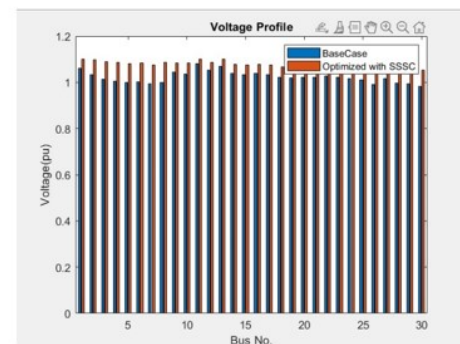 Voltage Profile
BaseCase
Optimized with SSSC
1.2
1
0.8
0.6
0.4
0.2
0
Voltage(pu)
5 10 15 20 25 30
Bus No.